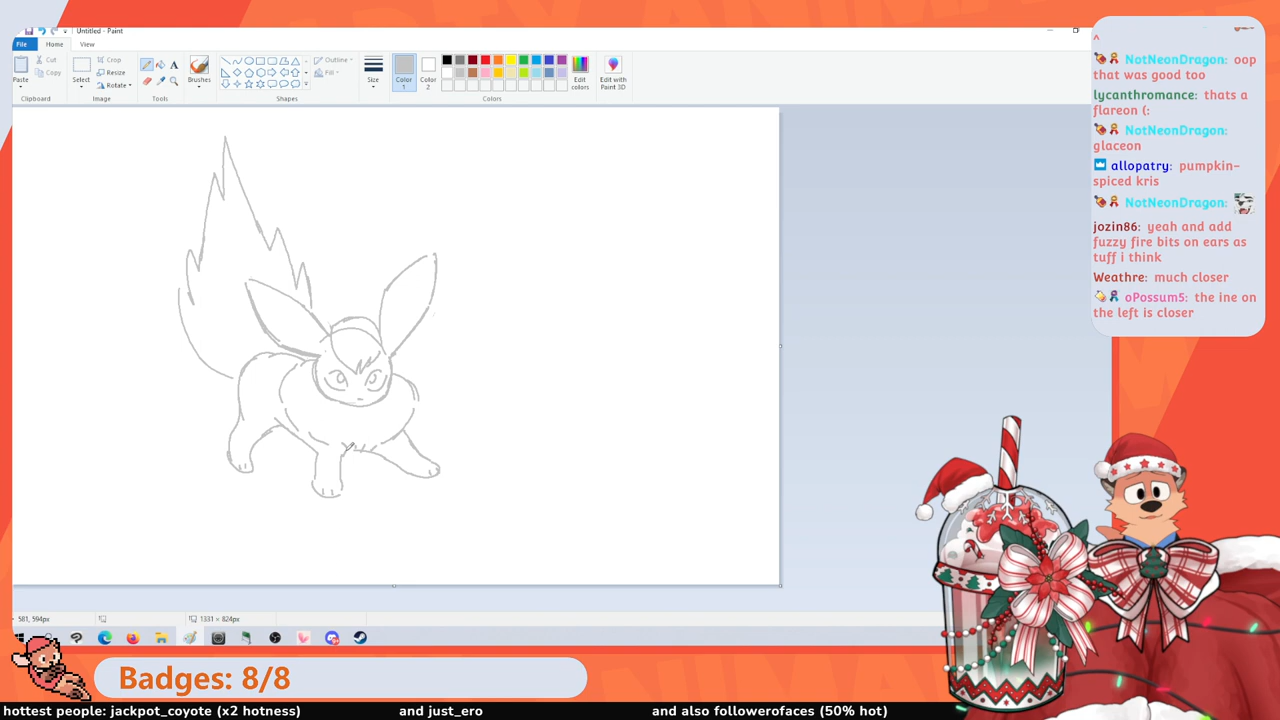 Untitled - Paint
File
Home
View
Cut
Copy
Paste
Clipboard
Crop
Resize
Rotate
Select
Image
A
Tools
Brushes
Outline
Fill
Shapes
Size
Color
1
Color
2
Edit
colors
Edit with
Paint 3D
Colors
581, 594px
1331 × 824px
^
NotNeonDragon: oop
that was good too
lycanthromance: thats a
flareon (:
NotNeonDragon:
glaceon
allopatry: pumpkin-
spiced kris
NotNeonDragon:
jozin86: yeah and add
fuzzy fire bits on ears as
tuff i think
Weathre: much closer
oPossum5: the ine on
the left is closer
Badges: 8/8
hottest people: jackpot_coyote (x2 hotness) and just_ero and also followerofaces (50% hot)